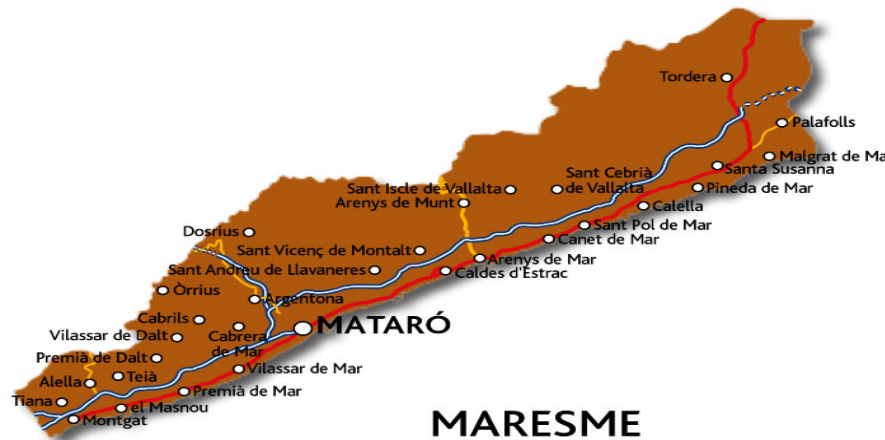 Tordera
Palafolls
Malgrat de Ma
Santa Susanna
Sant Cebrià
de Vallalta
Pineda de Mar
Sant Iscle de Vallalta
Arenys de Munt
Calella
Sant Pol de Mar
Canet de Mar
Dosrius
Sant Vicenç de Montalt
Arenys de Mar
Sant Andreu de Llavaneres
Caldes d'Estrac
Òrrius
Argentona
Cabrils
MATARÓ
Vilassar de Dalt
Cabrera
de Mar
Premià de Dalt
Vilassar de Mar
Teià
Alella
Premià de Mar
Tiana
el Masnou
Montgat
MARESME